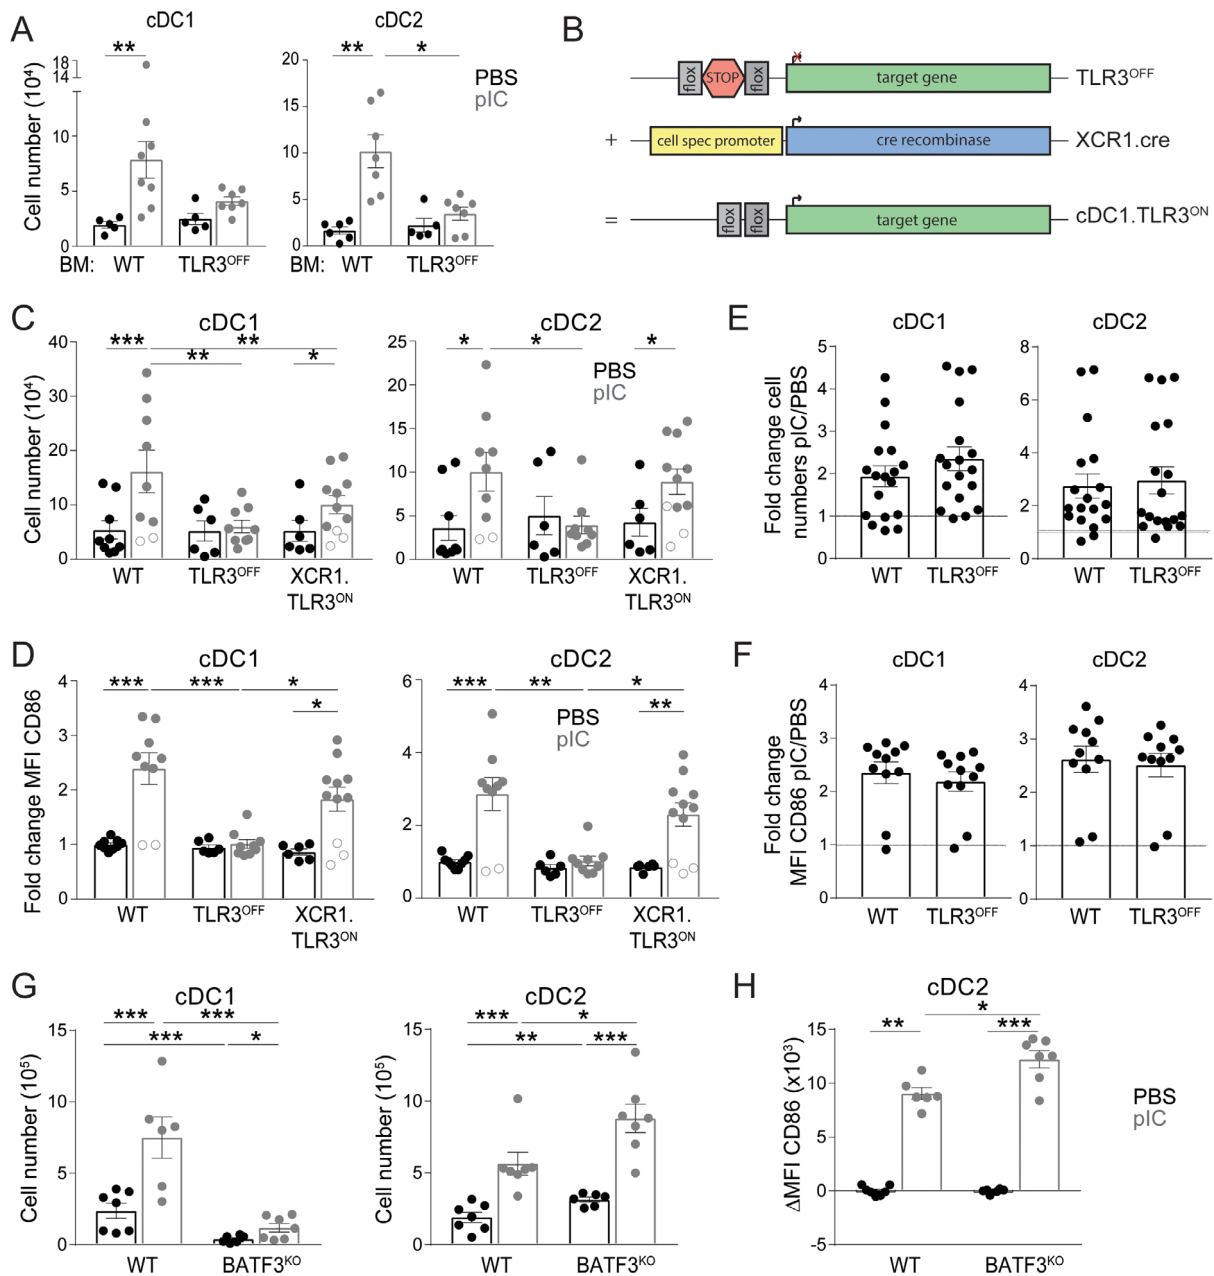 A
cDC1
cDC2
**
**
*
PBS
pIC
Cell number (10⁴)
18
14
10
5
0
20
15
10
5
0
BM: WT TLR3ᴼᶠᶠ
BM: WT TLR3ᴼᶠᶠ
B
flox STOP flox target gene TLR3ᴼᶠᶠ
x
+ cell spec promoter cre recombinase XCR1.cre
= flox flox target gene cDC1.TLR3ᴼᴺ
C
cDC1
cDC2
*** ** ** *
* * *
PBS
pIC
Cell number (10⁴)
40
30
20
10
0
25
20
15
10
5
0
WT TLR3ᴼᶠᶠ XCR1.
TLR3ᴼᴺ
WT TLR3ᴼᶠᶠ XCR1.
TLR3ᴼᴺ
E
cDC1
cDC2
Fold change cell
numbers pIC/PBS
5
4
3
2
1
0
8
6
4
2
0
WT TLR3ᴼᶠᶠ
WT TLR3ᴼᶠᶠ
D
cDC1
cDC2
*** *** * *
*** ** * **
PBS
pIC
Fold change MFI CD86
4
3
2
1
0
6
4
2
0
WT TLR3ᴼᶠᶠ XCR1.
TLR3ᴼᴺ
WT TLR3ᴼᶠᶠ XCR1.
TLR3ᴼᴺ
F
cDC1
cDC2
Fold change
MFI CD86 pIC/PBS
4
3
2
1
0
4
3
2
1
0
WT TLR3ᴼᶠᶠ
WT TLR3ᴼᶠᶠ
G
cDC1
cDC2
*** *** *** *
*** * ** ***
Cell number (10⁵)
15
10
5
0
Cell number (10⁵)
15
10
5
0
WT BATF3ᴷᴼ
WT BATF3ᴷᴼ
H
cDC2
*
** ***
PBS
pIC
ΔMFI CD86 (x10³)
15
10
5
0
-5
WT BATF3ᴷᴼ